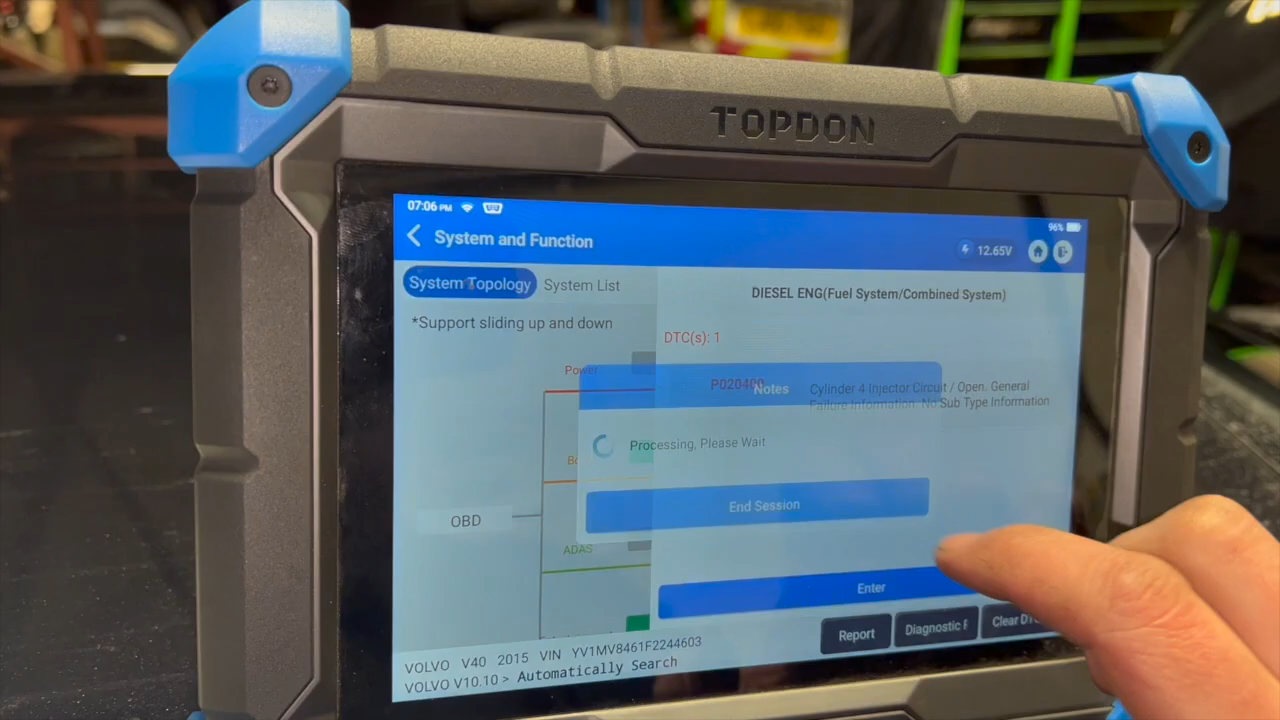 TOPDON
07:06 PM
96%
System and Function
12.65V
System Topology System List
DIESEL ENG(Fuel System/Combined System)
*Support sliding up and down
DTC(s): 1
Power
P020400
Notes
Cylinder 4 Injector Circuit / Open. General
Failure Information. No Sub Type Information
Processing, Please Wait
End Session
OBD
ADAS
Enter
Report
Diagnostic
Clear
VOLVO V40 2015 VIN YV1MV8461F2244603
VOLVO V10.10 > Automatically Search